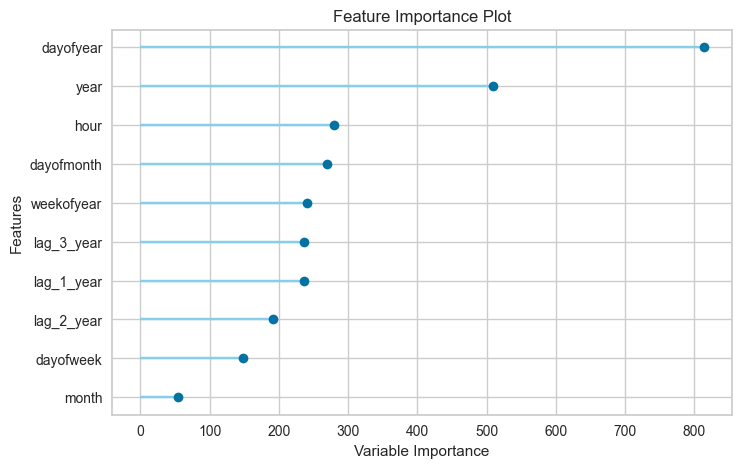 Feature Importance Plot
Features
dayofyear
year
hour
dayofmonth
weekofyear
lag_3_year
lag_1_year
lag_2_year
dayofweek
month
0 100 200 300 400 500 600 700 800
Variable Importance